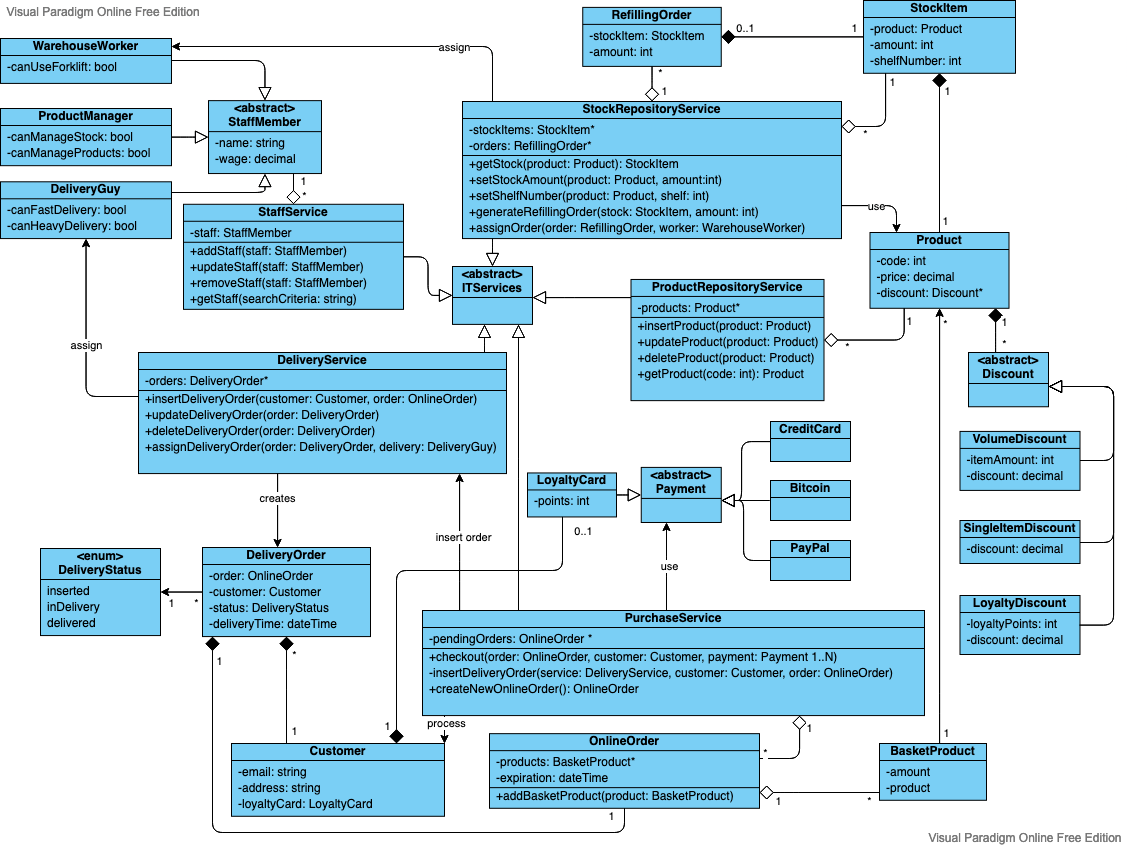 Visual Paradigm Online Free Edition
WarehouseWorker
-canUseForklift: bool
ProductManager
-canManageStock: bool
-canManageProducts: bool
DeliveryGuy
-canFastDelivery: bool
-canHeavyDelivery: bool
<abstract>
StaffMember
-name: string
-wage: decimal
1
*
StaffService
-staff: StaffMember
+addStaff(staff: StaffMember)
+updateStaff(staff: StaffMember)
+removeStaff(staff: StaffMember)
+getStaff(searchCriteria: string)
assign
RefillingOrder
-stockItem: StockItem
-amount: int
0..1
1
*
1
StockItem
-product: Product
-amount: int
-shelfNumber: int
1
*
1
1
StockRepositoryService
-stockItems: StockItem*
-orders: RefillingOrder*
+getStock(product: Product): StockItem
+setStockAmount(product: Product, amount:int)
+setShelfNumber(product: Product, shelf: int)
+generateRefillingOrder(stock: StockItem, amount: int)
+assignOrder(order: RefillingOrder, worker: WarehouseWorker)
use
Product
-code: int
-price: decimal
-discount: Discount*
<abstract>
ITServices
ProductRepositoryService
-products: Product*
+insertProduct(product: Product)
+updateProduct(product: Product)
+deleteProduct(product: Product)
+getProduct(code: int): Product
1
*
*
1
*
<abstract>
Discount
assign
DeliveryService
-orders: DeliveryOrder*
+insertDeliveryOrder(customer: Customer, order: OnlineOrder)
+updateDeliveryOrder(order: DeliveryOrder)
+deleteDeliveryOrder(order: DeliveryOrder)
+assignDeliveryOrder(order: DeliveryOrder, delivery: DeliveryGuy)
creates
insert order
LoyaltyCard
-points: int
0..1
<abstract>
Payment
CreditCard
Bitcoin
PayPal
use
VolumeDiscount
-itemAmount: int
-discount: decimal
SingleItemDiscount
-discount: decimal
LoyaltyDiscount
-loyaltyPoints: int
-discount: decimal
<enum>
DeliveryStatus
inserted
inDelivery
delivered
1
*
DeliveryOrder
-order: OnlineOrder
-customer: Customer
-status: DeliveryStatus
-deliveryTime: dateTime
1
*
1
PurchaseService
-pendingOrders: OnlineOrder *
+checkout(order: OnlineOrder, customer: Customer, payment: Payment 1..N)
-insertDeliveryOrder(service: DeliveryService, customer: Customer, order: OnlineOrder)
+createNewOnlineOrder(): OnlineOrder
1
process
1
*
Customer
-email: string
-address: string
-loyaltyCard: LoyaltyCard
OnlineOrder
-products: BasketProduct*
-expiration: dateTime
+addBasketProduct(product: BasketProduct)
1
1
*
1
BasketProduct
-amount
-product
Visual Paradigm Online Free Edition